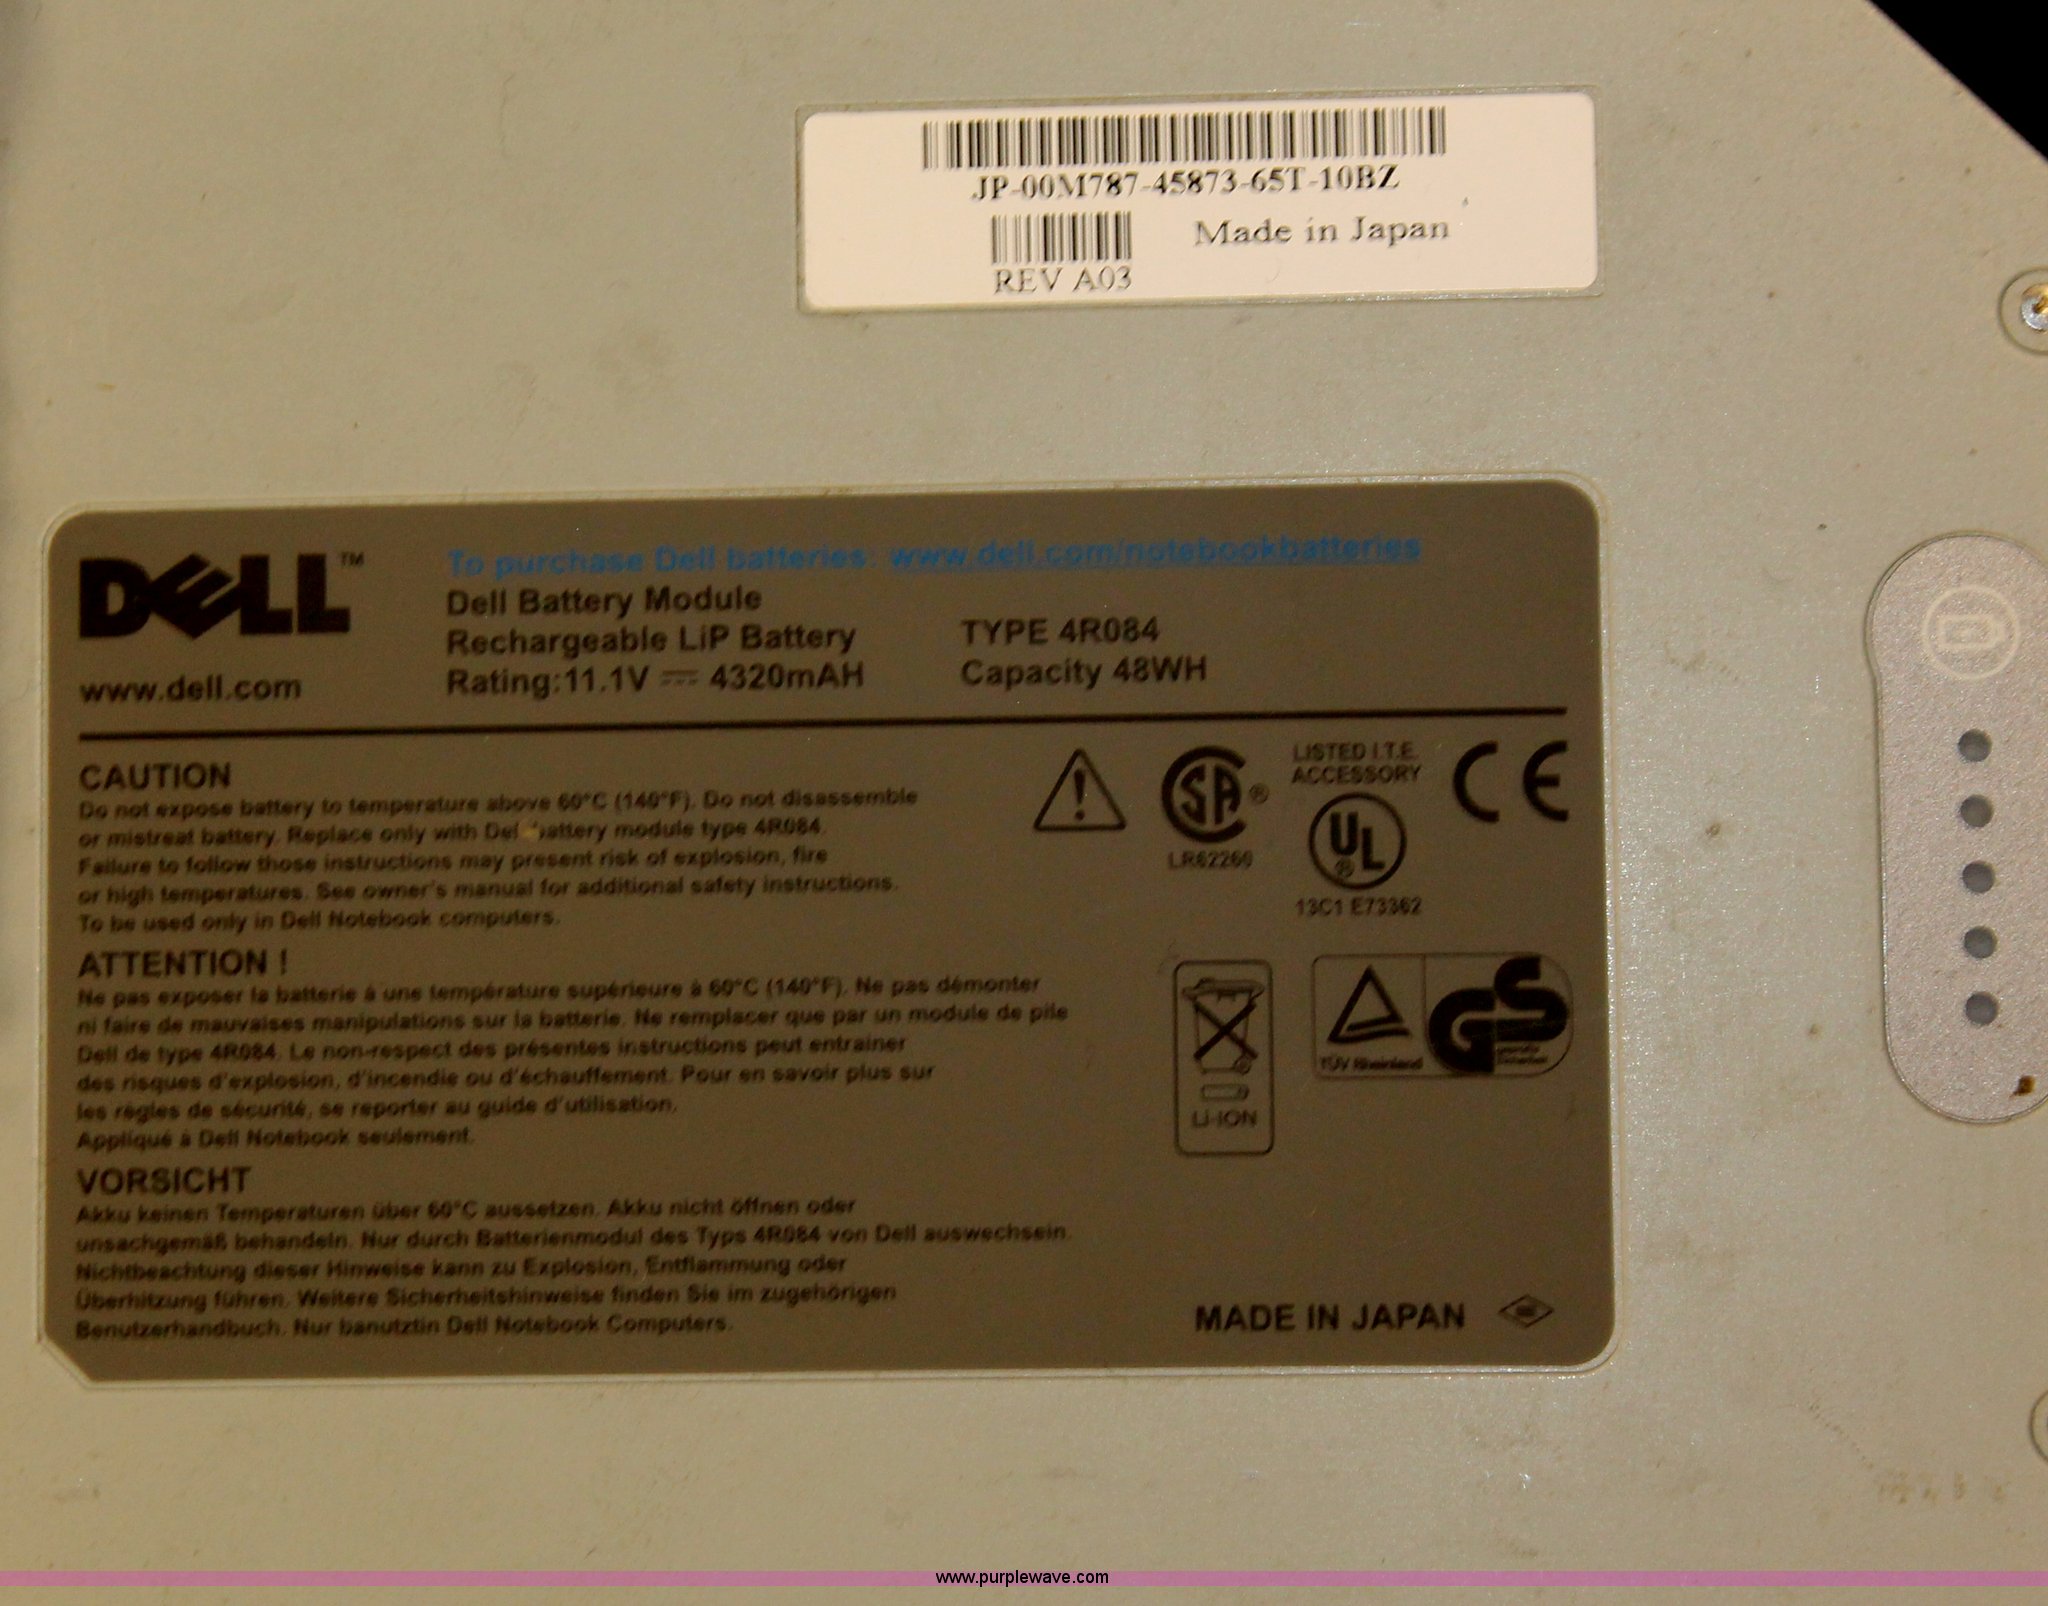 JP-00M787-45873-65T-10BZ
Made in Japan
REV A03
DELL™
www.dell.com
To purchase Dell batteries: www.dell.com/notebookbatteries
Dell Battery Module
Rechargeable LiP Battery
TYPE 4R084
Rating:11.1V ⎓ 4320mAH
Capacity 48WH
CAUTION
Do not expose battery to temperature above 60°C (140°F). Do not disassemble
or mistreat battery. Replace only with Dell battery module type 4R084.
Failure to follow those instructions may present risk of explosion, fire
or high temperatures. See owner's manual for additional safety instructions.
To be used only in Dell Notebook computers.
ATTENTION !
Ne pas exposer la batterie à une température supérieure à 60°C (140°F). Ne pas démonter
ni faire de mauvaises manipulations sur la batterie. Ne remplacer que par un module de pile
Dell de type 4R084. Le non-respect des présentes instructions peut entrainer
des risques d'explosion, d'incendie ou d'échauffement. Pour en savoir plus sur
les règles de sécurité, se reporter au guide d'utilisation.
Appliqué à Dell Notebook seulement.
VORSICHT
Akku keinen Temperaturen über 60°C aussetzen. Akku nicht öffnen oder
unsachgemäß behandeln. Nur durch Batterienmodul des Typs 4R084 von Dell auswechseln.
Nichtbeachtung dieser Hinweise kann zu Explosion, Entflammung oder
Überhitzung führen. Weitere Sicherheitshinweise finden Sie im zugehörigen
Benutzerhandbuch. Nur banutztin Dell Notebook Computers.
SA®
LR62260
LISTED I.T.E.
ACCESSORY
UL
®
13C1 E73362
CE
LI-ION
TÜV Rheinland
GS
geprüfte
Sicherheit
MADE IN JAPAN
www.purplewave.com